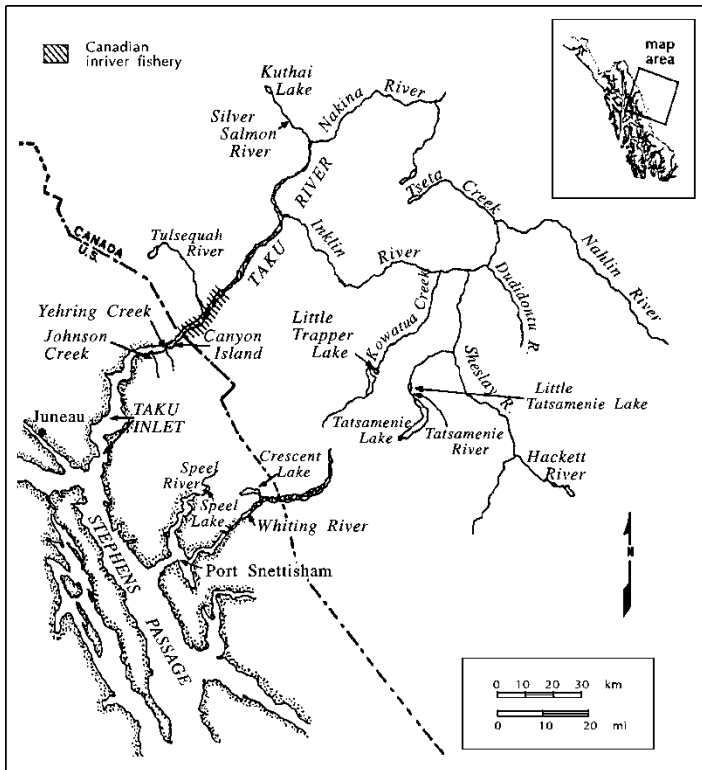 Canadian
inriver fishery
map
area
Kuthai
Lake
Nakina River
Silver
Salmon
River
TAKU RIVER
Tseta Creek
CANADA
U.S.
Tulsequah
River
Inklin River
Nahlin River
Dudidontu R.
Yehring Creek
Johnson
Creek
Canyon
Island
Little
Trapper
Lake
Kowatua Creek
Sheslay R.
Little
Tatsamenie Lake
Juneau
TAKU
INLET
Tatsamenie
Lake
Tatsamenie
River
Hackett
River
Crescent
Lake
Speel
River
Speel
Lake
Whiting River
N
STEPHENS PASSAGE
Port Snettisham
0 10 20 30 km
0 10 20 mi